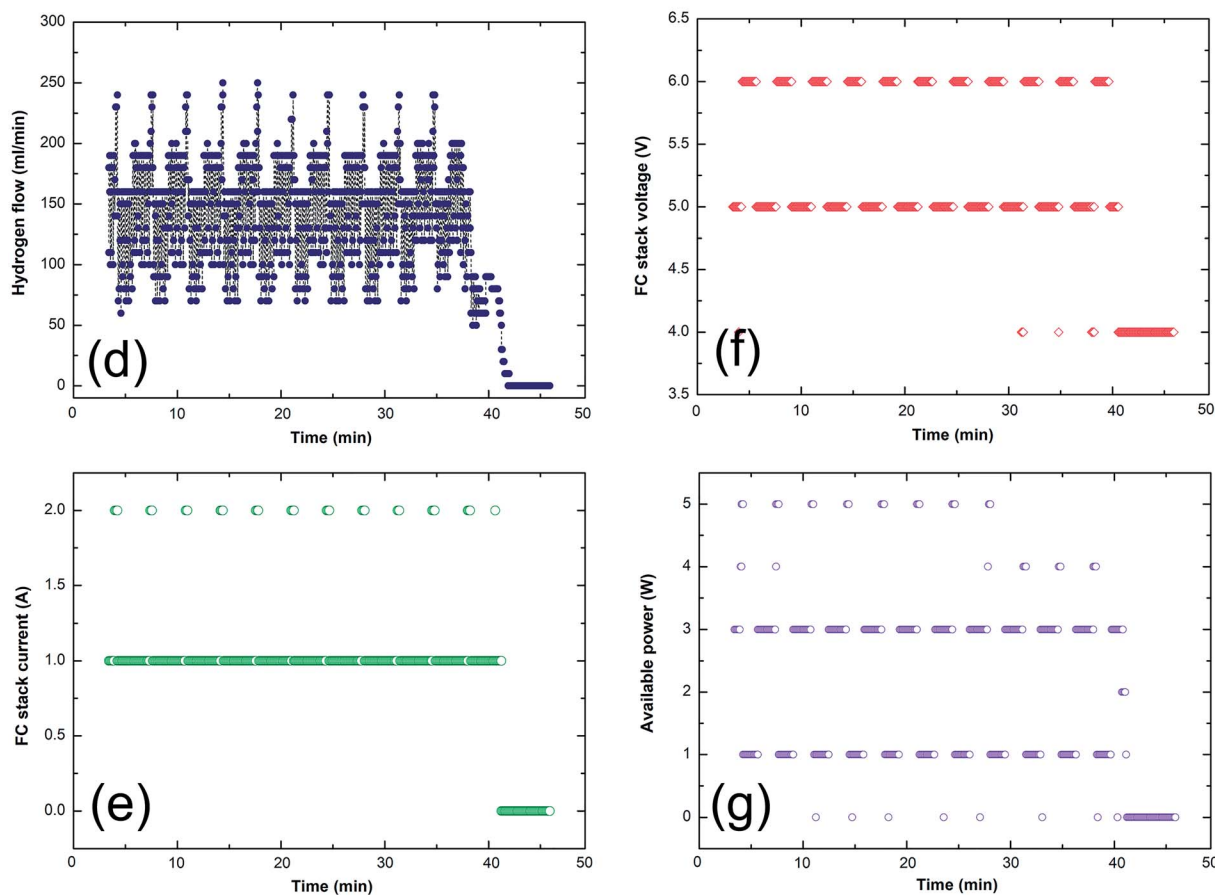 300
250
200
150
100
50
0
Hydrogen flow (ml/min)
(d)
0 10 20 30 40 50
Time (min)
6.5
6.0
5.5
5.0
4.5
4.0
3.5
FC stack voltage (V)
(f)
0 10 20 30 40 50
Time (min)
2.0
1.5
1.0
0.5
0.0
FC stack current (A)
(e)
0 10 20 30 40 50
Time (min)
5
4
3
2
1
0
Available power (W)
(g)
0 10 20 30 40 50
Time (min)